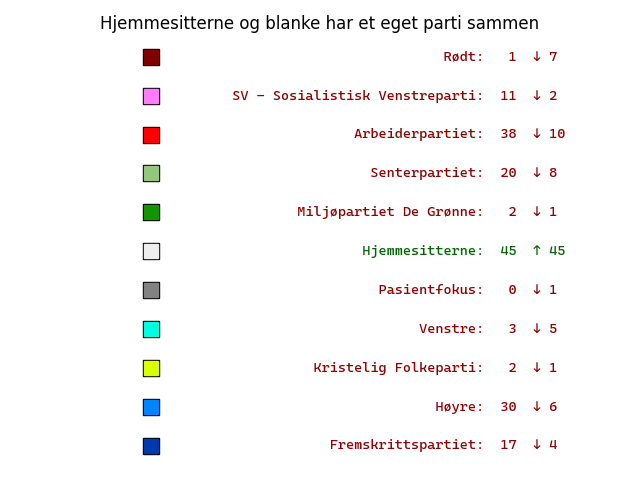 Hjemmesitterne og blanke har et eget parti sammen
Rødt: 1 ↓ 7
SV – Sosialistisk Venstreparti: 11 ↓ 2
Arbeiderpartiet: 38 ↓ 10
Senterpartiet: 20 ↓ 8
Miljøpartiet De Grønne: 2 ↓ 1
Hjemmesitterne: 45 ↑ 45
Pasientfokus: 0 ↓ 1
Venstre: 3 ↓ 5
Kristelig Folkeparti: 2 ↓ 1
Høyre: 30 ↓ 6
Fremskrittspartiet: 17 ↓ 4